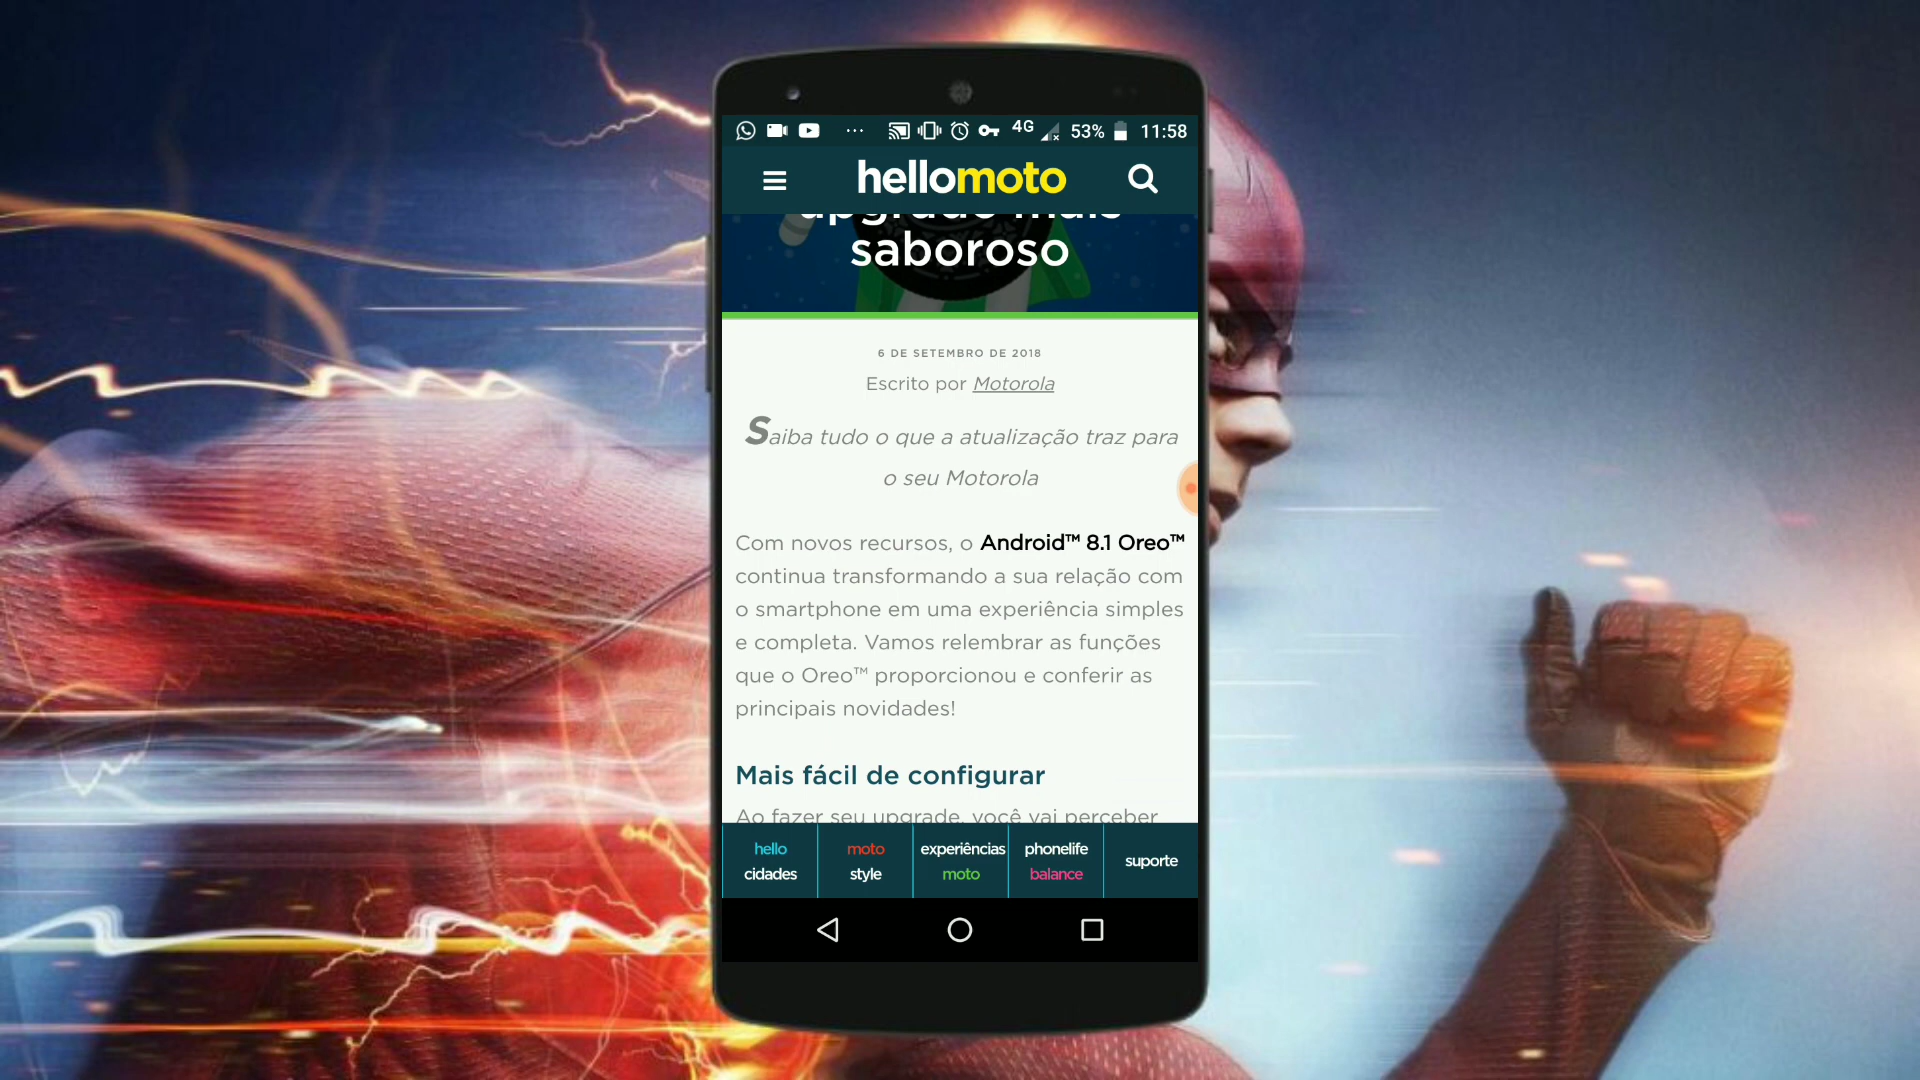 4G 53% 11:58
hellomoto
upgrade mais
saboroso
6 DE SETEMBRO DE 2018
Escrito por Motorola
Saiba tudo o que a atualização traz para
o seu Motorola
Com novos recursos, o Android™ 8.1 Oreo™
continua transformando a sua relação com
o smartphone em uma experiência simples
e completa. Vamos relembrar as funções
que o Oreo™ proporcionou e conferir as
principais novidades!
Mais fácil de configurar
Ao fazer seu upgrade, você vai perceber
hello cidades
moto style
experiências moto
phonelife balance
suporte